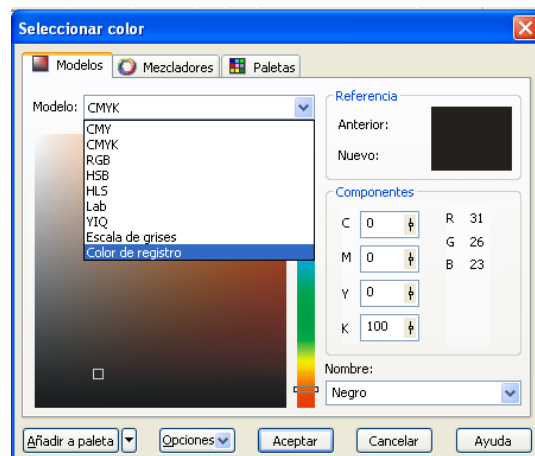 Seleccionar color
Modelos Mezcladores Paletas
Modelo: CMYK
CMY
CMYK
RGB
HSB
HLS
Lab
YIQ
Escala de grises
Color de registro
Referencia
Anterior:
Nuevo:
Componentes
C 0 R 31
G 26
M 0 B 23
Y 0
K 100
Nombre:
Negro
Añadir a paleta Opciones Aceptar Cancelar Ayuda